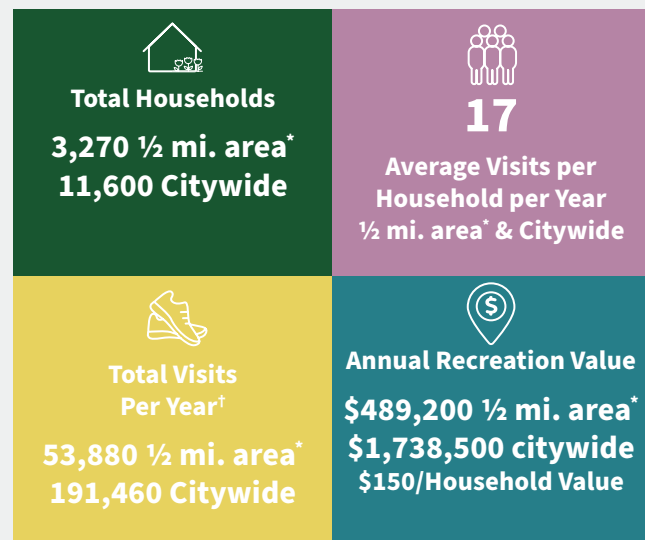 Total Households
3,270 ½ mi. area*
11,600 Citywide
17
Average Visits per
Household per Year
½ mi. area* & Citywide
Total Visits
Per Year†
53,880 ½ mi. area*
191,460 Citywide
$
Annual Recreation Value
$489,200 ½ mi. area*
$1,738,500 citywide
$150/Household Value